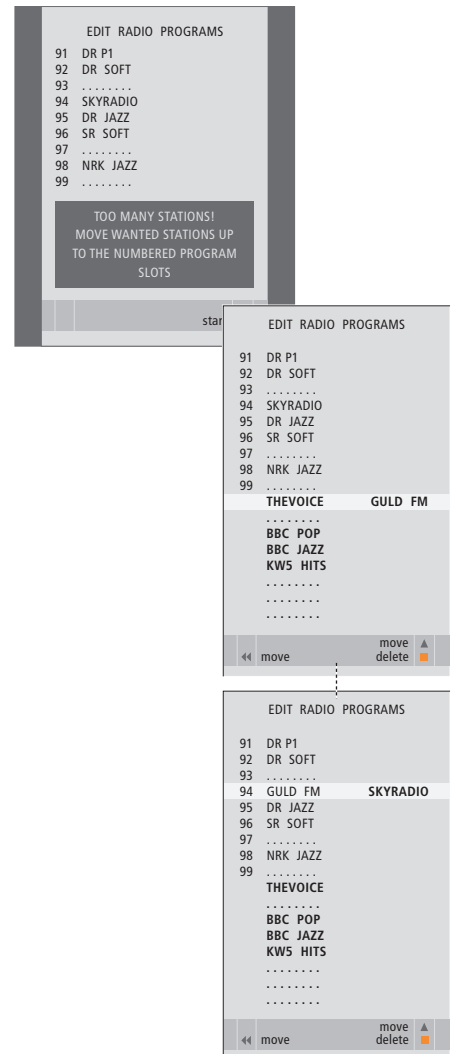 EDIT RADIO PROGRAMS
91 DR P1
92 DR SOFT
93 . . . . . . . .
94 SKYRADIO
95 DR JAZZ
96 SR SOFT
97 . . . . . . . .
98 NRK JAZZ
99 . . . . . . . .
TOO MANY STATIONS!
MOVE WANTED STATIONS UP
TO THE NUMBERED PROGRAM
SLOTS
star
EDIT RADIO PROGRAMS
91 DR P1
92 DR SOFT
93 . . . . . . . .
94 SKYRADIO
95 DR JAZZ
96 SR SOFT
97 . . . . . . . .
98 NRK JAZZ
99 . . . . . . . .
THEVOICE GULD FM
. . . . . . . .
BBC POP
BBC JAZZ
KW5 HITS
. . . . . . . .
. . . . . . . .
. . . . . . . .
move
move delete
EDIT RADIO PROGRAMS
91 DR P1
92 DR SOFT
93 . . . . . . . .
94 GULD FM SKYRADIO
95 DR JAZZ
96 SR SOFT
97 . . . . . . . .
98 NRK JAZZ
99 . . . . . . . .
THEVOICE
. . . . . . . .
BBC POP
BBC JAZZ
KW5 HITS
. . . . . . . .
. . . . . . . .
. . . . . . . .
move
move delete